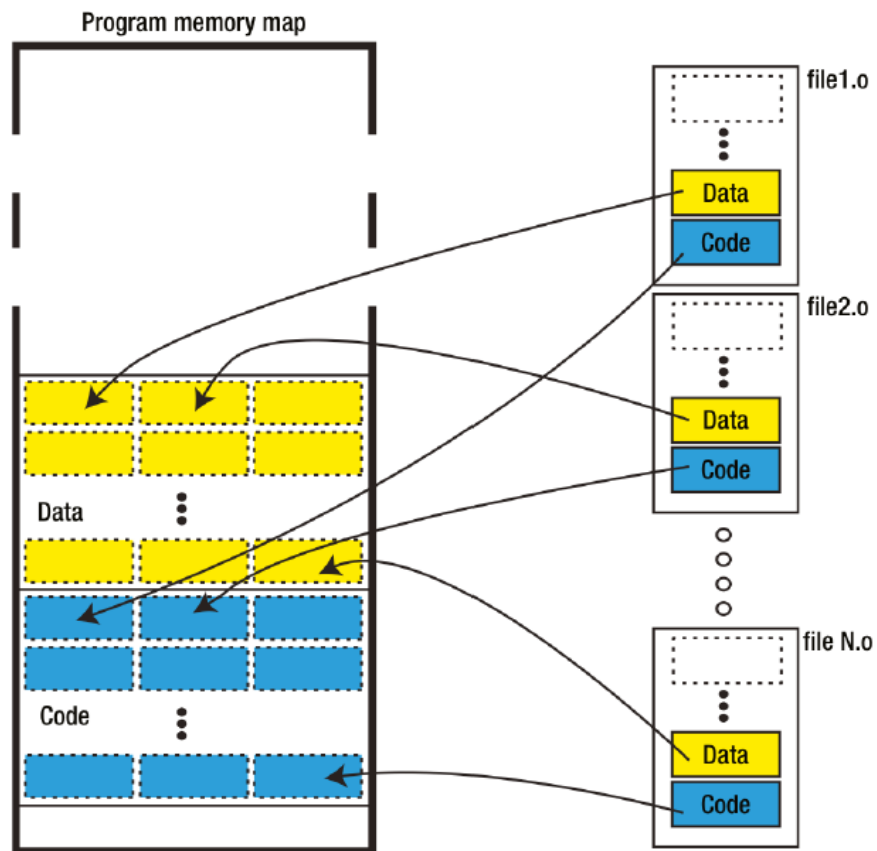 Program memory map
file1.o
Data
Code
file2.o
Data
Code
Data
Code
file N.o
Data
Code